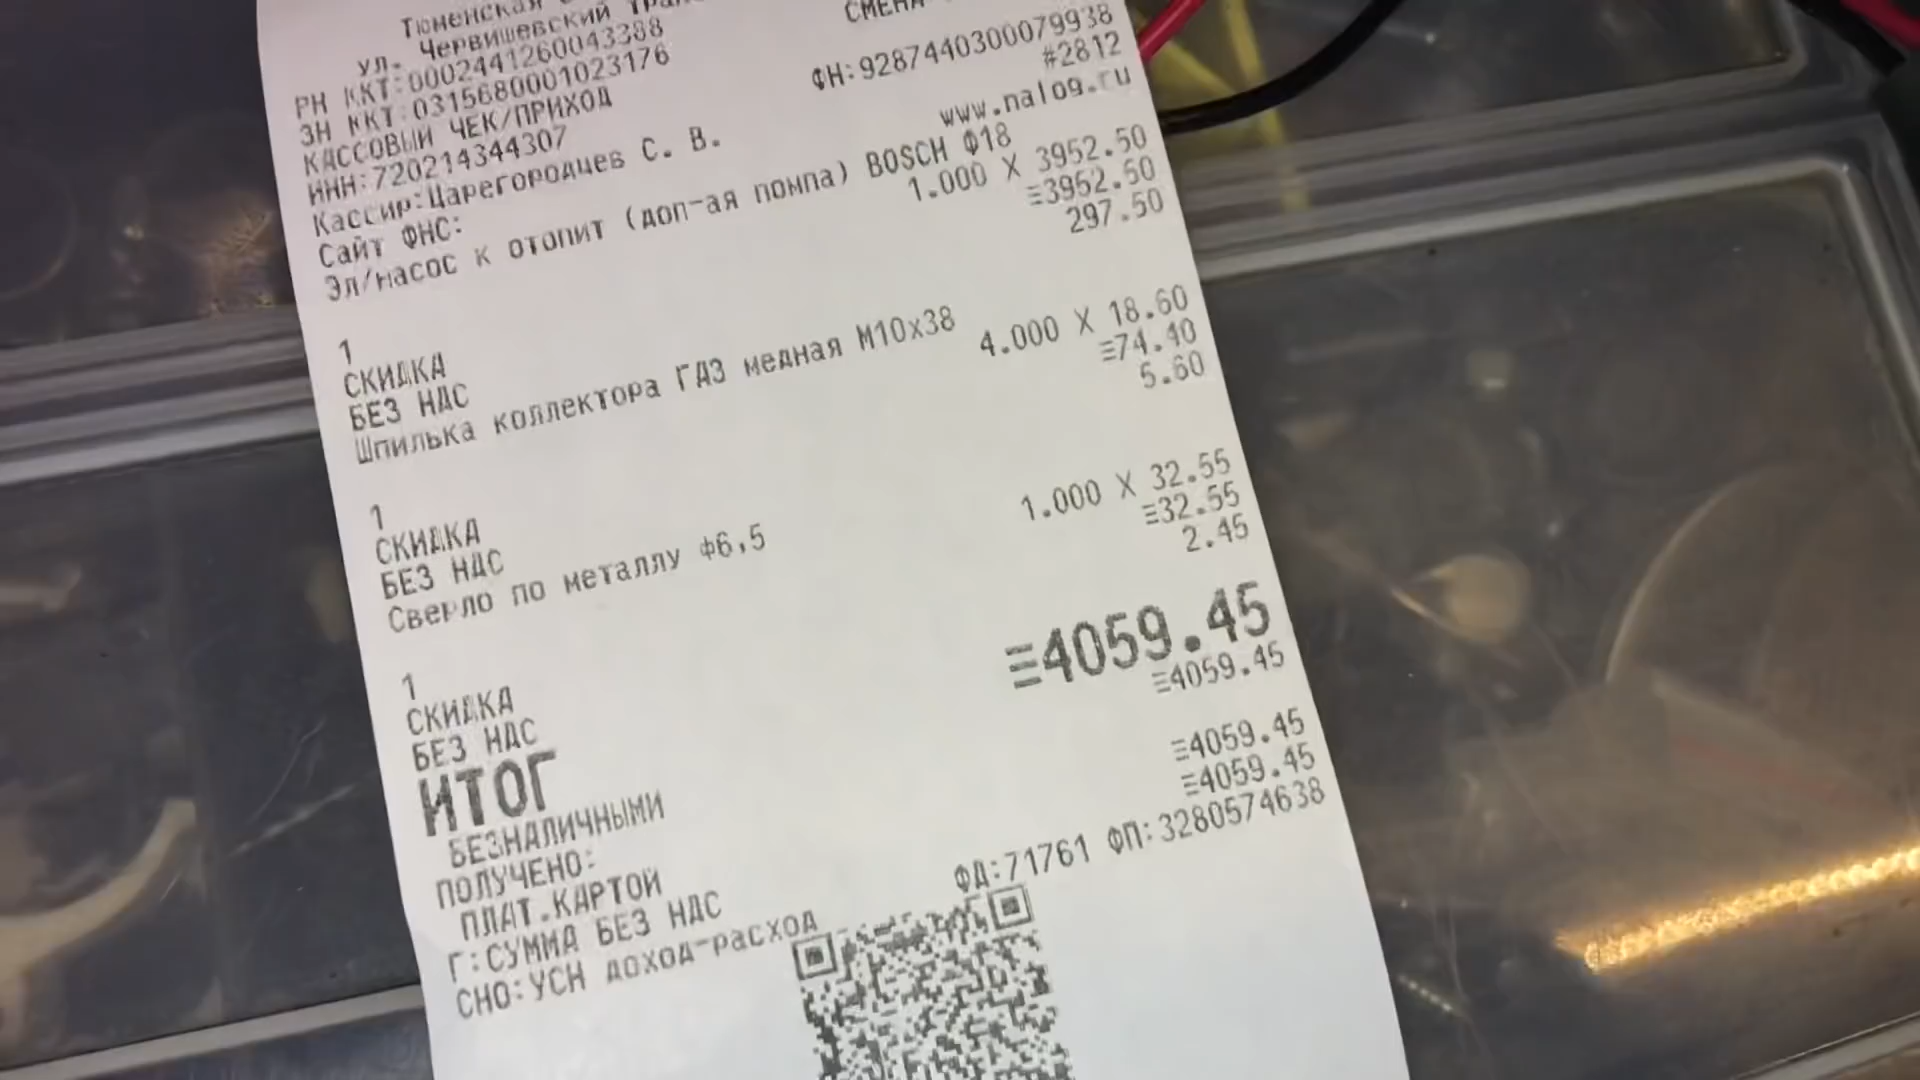 Тюменская
ул. Червишевский
СМЕНА
РН ККТ:0002441260043388 ФН:9287440300079938
ЗН ККТ:0315680001023176 #2812
КАССОВЫЙ ЧЕК/ПРИХОД
ИНН:720214344307 www.nalog.ru
Кассир:Царегородцев С. В.
Сайт ФНС:
Эл/насос к отопит (доп-ая помпа) BOSCH Ф18
1.000 X 3952.50
1 ≡3952.50
СКИДКА 297.50
БЕЗ НДС
Шпилька коллектора ГАЗ медная М10х38
4.000 X 18.60
1 ≡74.40
СКИДКА 5.60
БЕЗ НДС
Сверло по металлу ф6,5
1.000 X 32.55
1 ≡32.55
СКИДКА 2.45
БЕЗ НДС
ИТОГ ≡4059.45
БЕЗНАЛИЧНЫМИ ≡4059.45
ПОЛУЧЕНО:
ПЛАТ.КАРТОЙ ≡4059.45
Г:СУММА БЕЗ НДС ≡4059.45
СНО:УСН доход-расход ФД:71761 ФП:3280574638